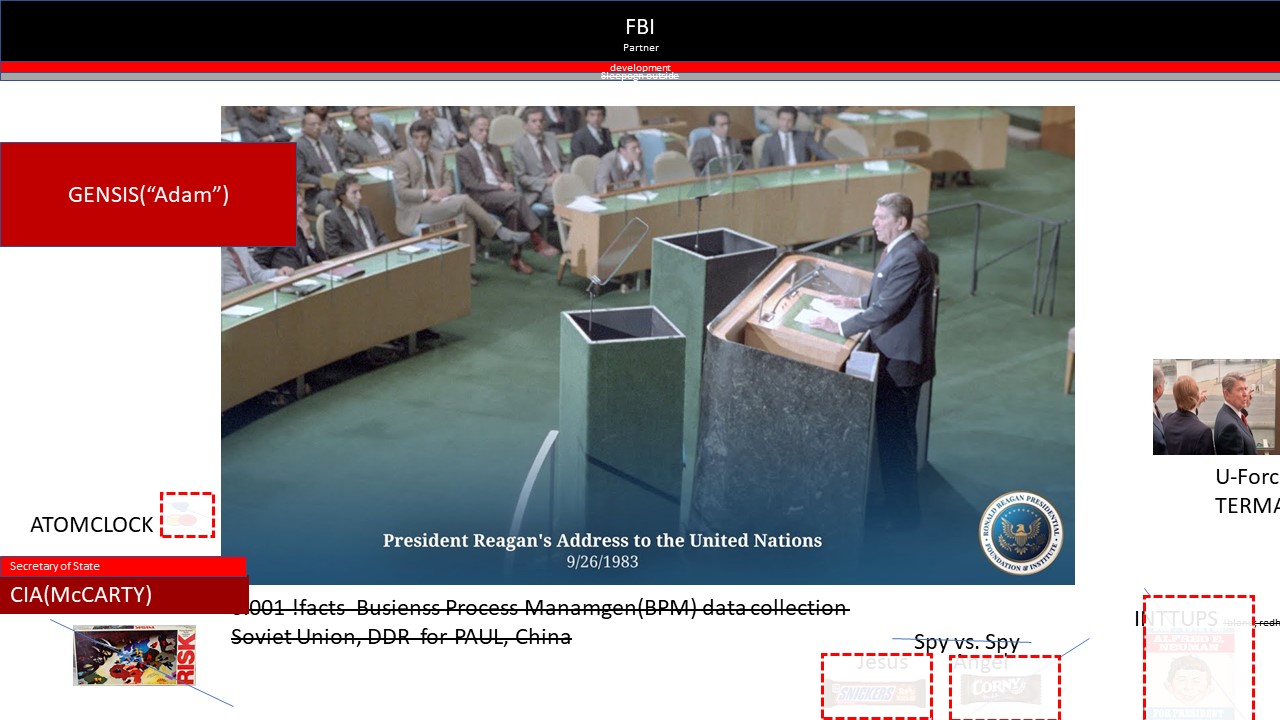 FBI
Partner
development
Sleepogn outside
GENSIS(“Adam”)
ATOMCLOCK
Secretary of State
CIA(McCARTY)
President Reagan's Address to the United Nations
9/26/1983
RONALD REAGAN PRESIDENTIAL
FOUNDATION & INSTITUTE
U-Forc
TERMA
0.001 !facts Busienss Process Manamgen(BPM) data collection
Soviet Union, DDR for PAUL, China
RISK
Spy vs. Spy
Jesus
Angel
SNICKERS
CORNY
INTTUPS
redh
ALFRED E.
NEUMAN
FOR PRESIDENT